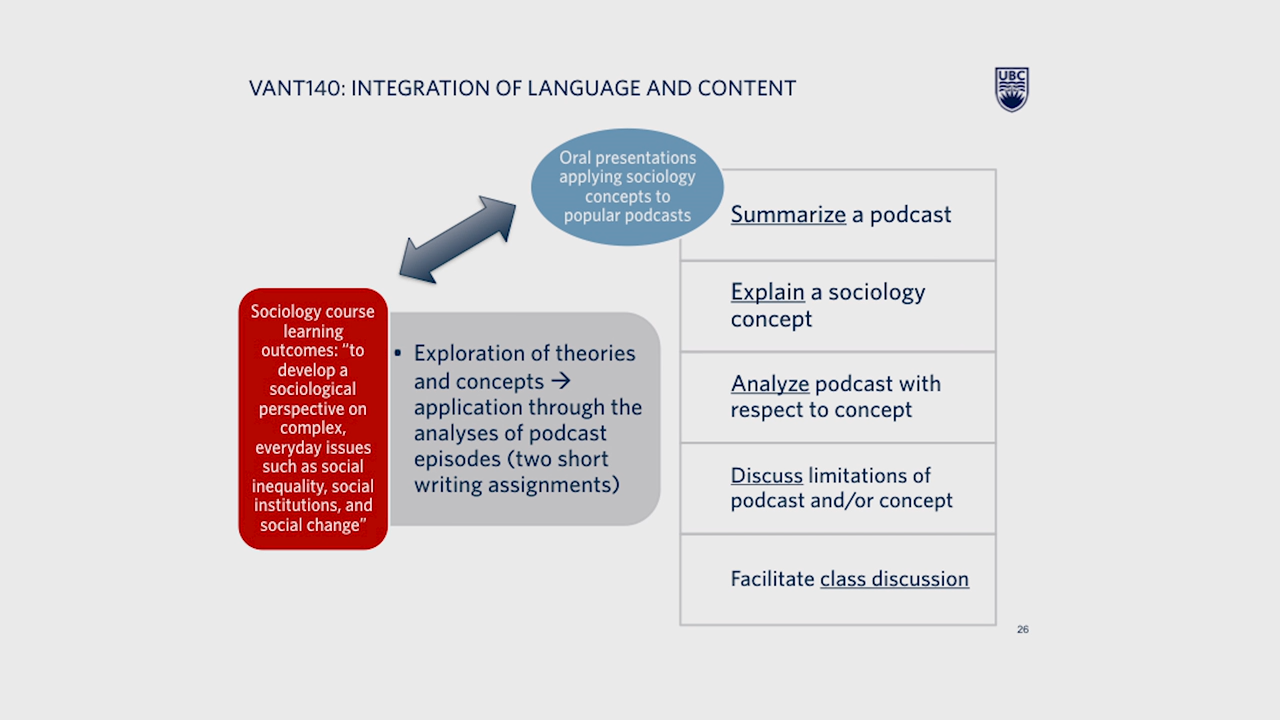 VANT140: INTEGRATION OF LANGUAGE AND CONTENT
UBC
Oral presentations
applying sociology
concepts to
popular podcasts
Sociology course
learning
outcomes: “to
develop a
sociological
perspective on
complex,
everyday issues
such as social
inequality, social
institutions, and
social change”
• Exploration of theories
and concepts →
application through the
analyses of podcast
episodes (two short
writing assignments)
Summarize a podcast
Explain a sociology
concept
Analyze podcast with
respect to concept
Discuss limitations of
podcast and/or concept
Facilitate class discussion
26